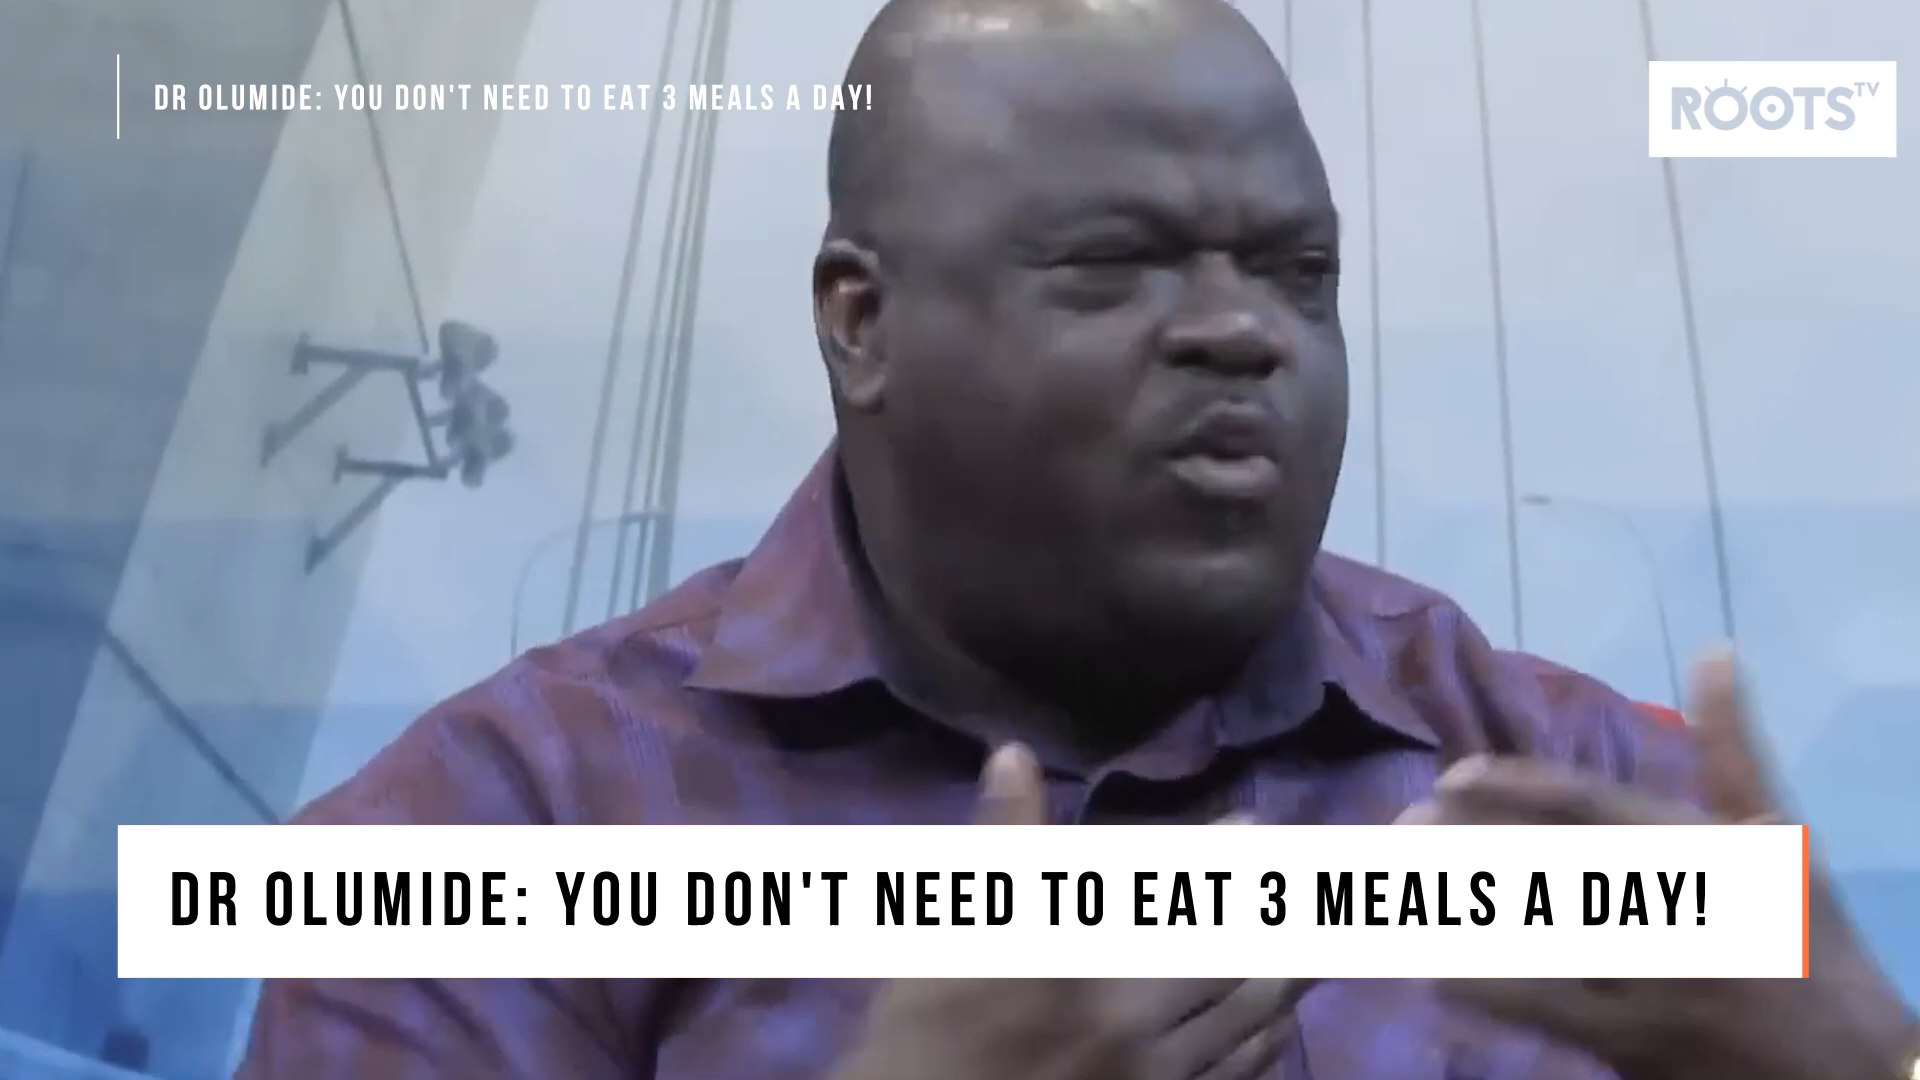 DR OLUMIDE: YOU DON'T NEED TO EAT 3 MEALS A DAY!
ROOTS TV
DR OLUMIDE: YOU DON'T NEED TO EAT 3 MEALS A DAY!